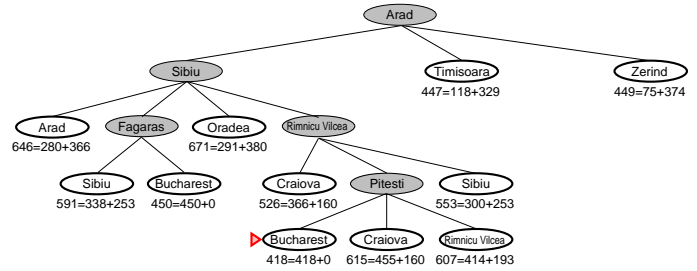 Arad
Sibiu Timisoara Zerind
447=118+329 449=75+374
Arad Fagaras Oradea Rimnicu Vilcea
646=280+366 671=291+380
Sibiu Bucharest Craiova Pitesti Sibiu
591=338+253 450=450+0 526=366+160 553=300+253
Bucharest Craiova Rimnicu Vilcea
418=418+0 615=455+160 607=414+193